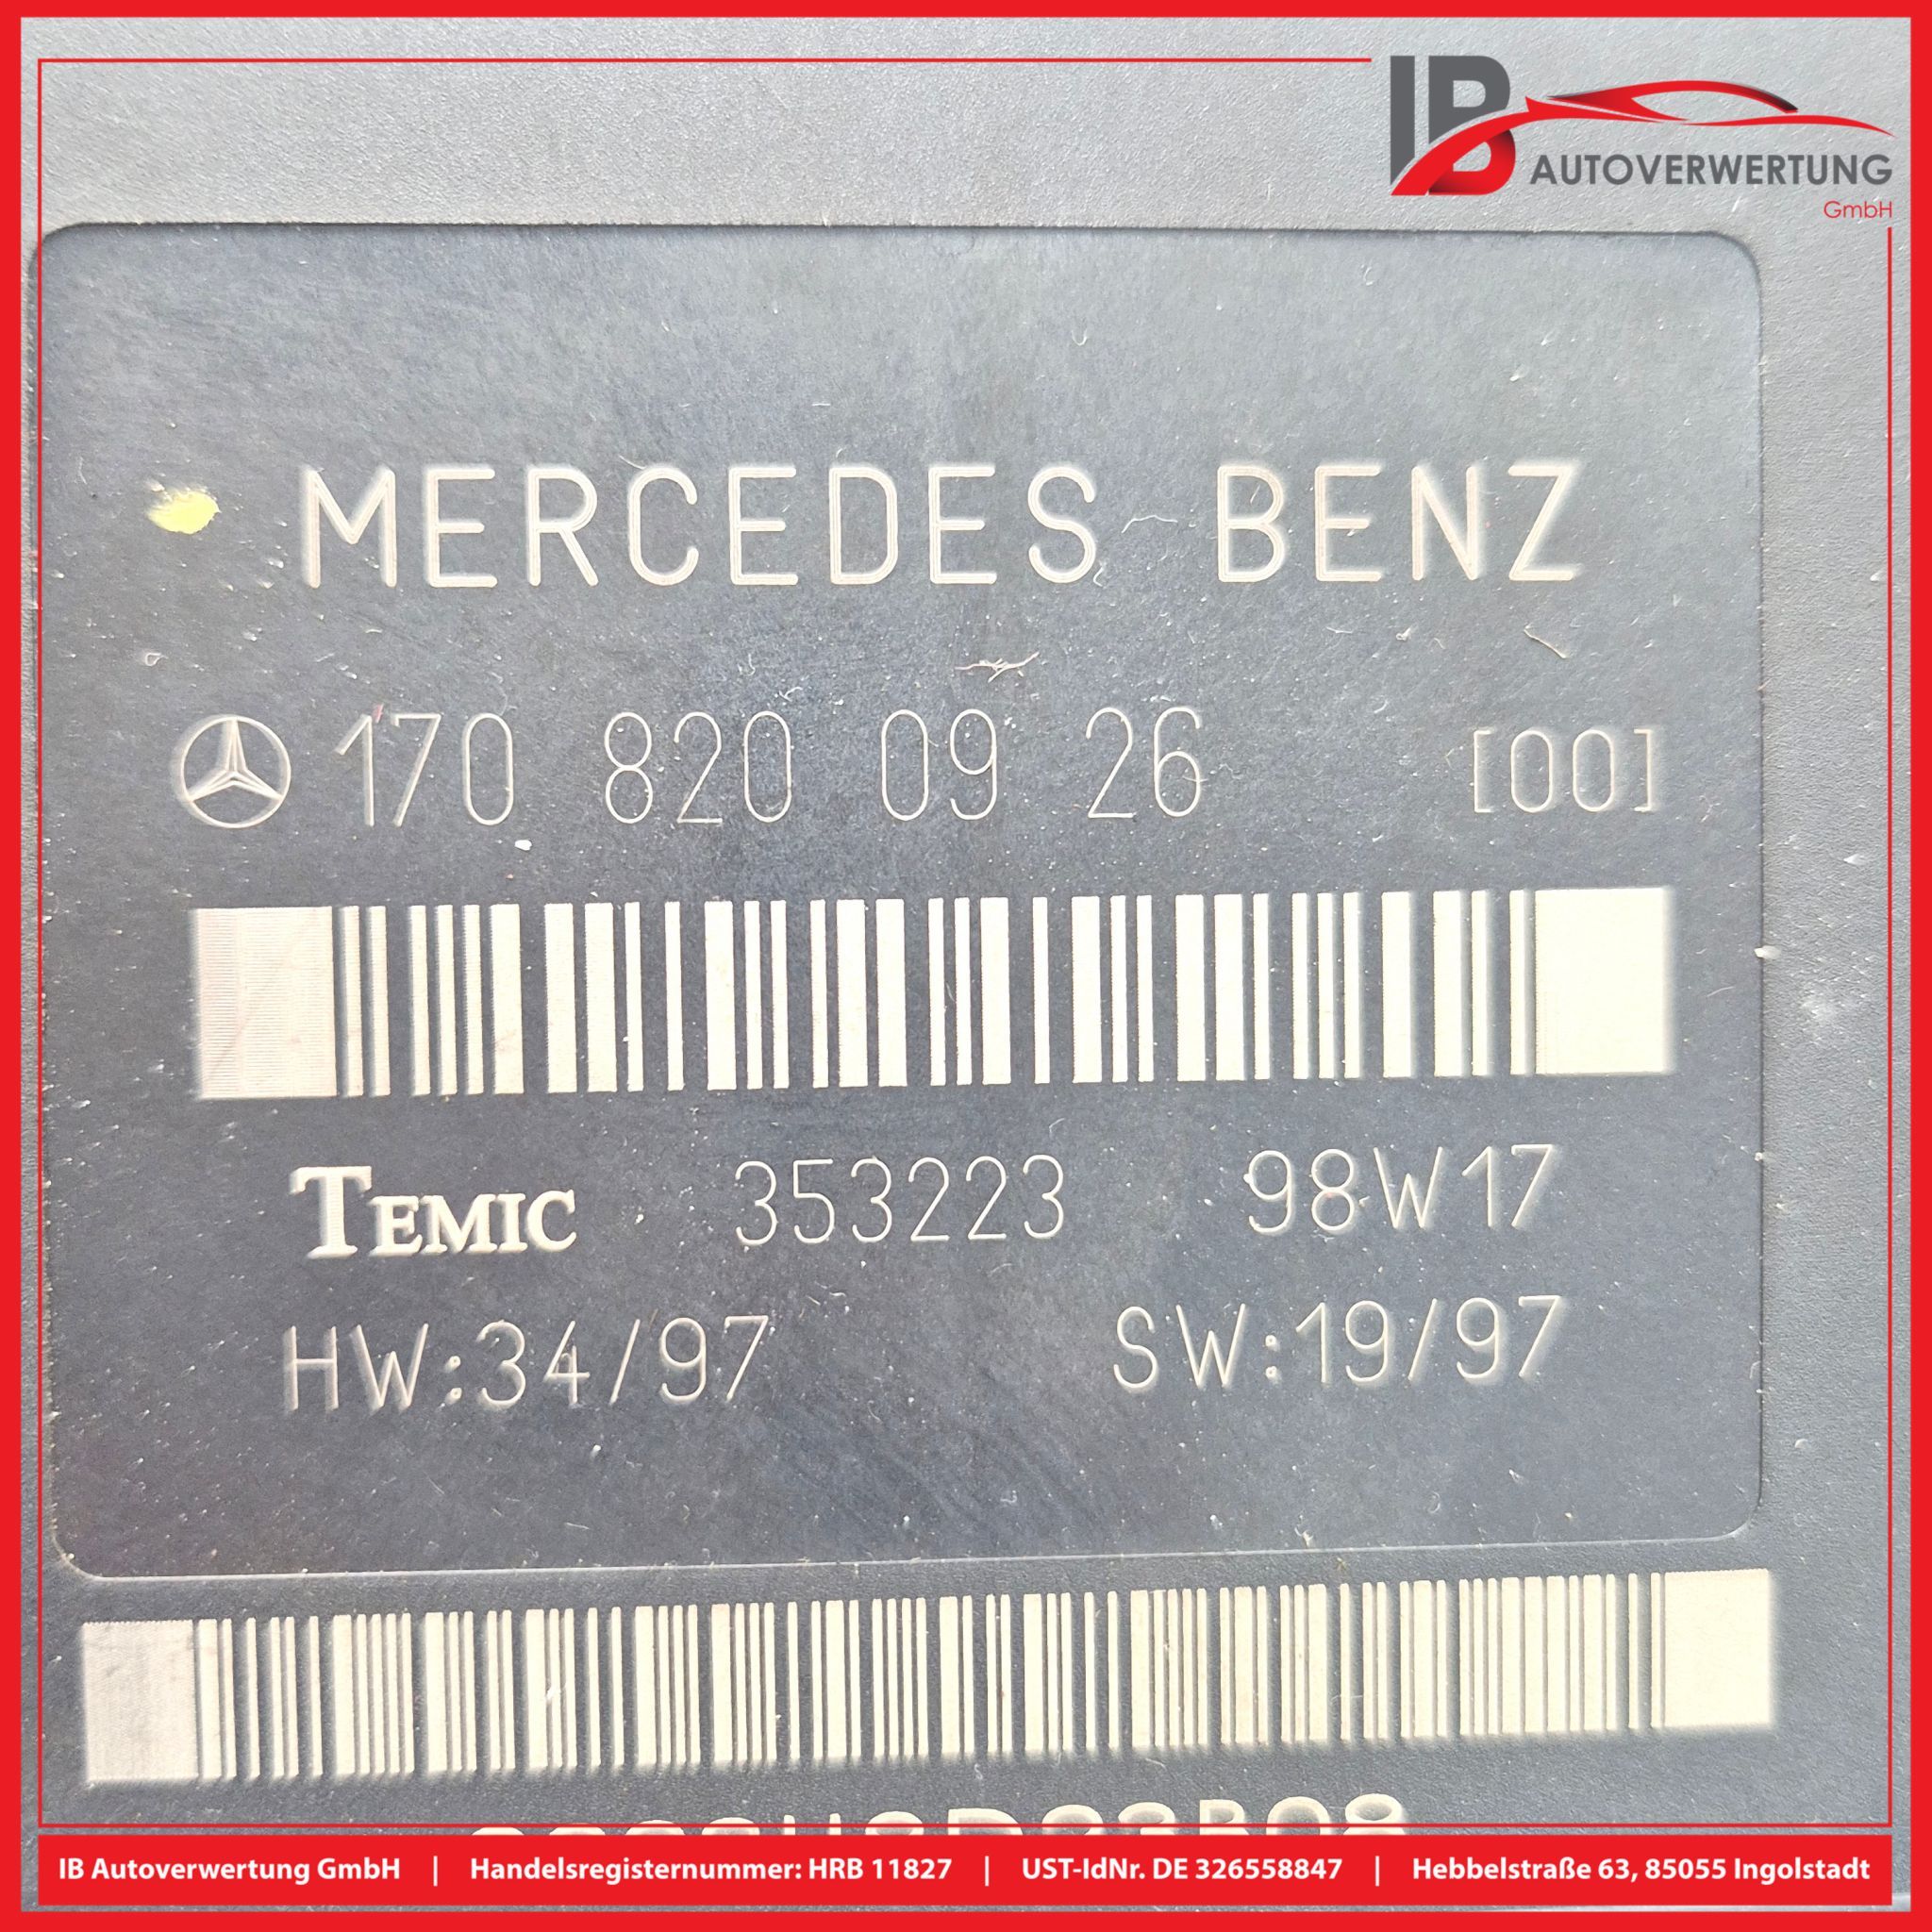 IB AUTOVERWERTUNG
GmbH
MERCEDES BENZ
170 820 09 26 [00]
TEMIC 353223 98W17
HW:34/97 SW:19/97
IB Autoverwertung GmbH | Handelsregisternummer: HRB 11827 | UST-IdNr. DE 326558847 | Hebbelstraße 63, 85055 Ingolstadt